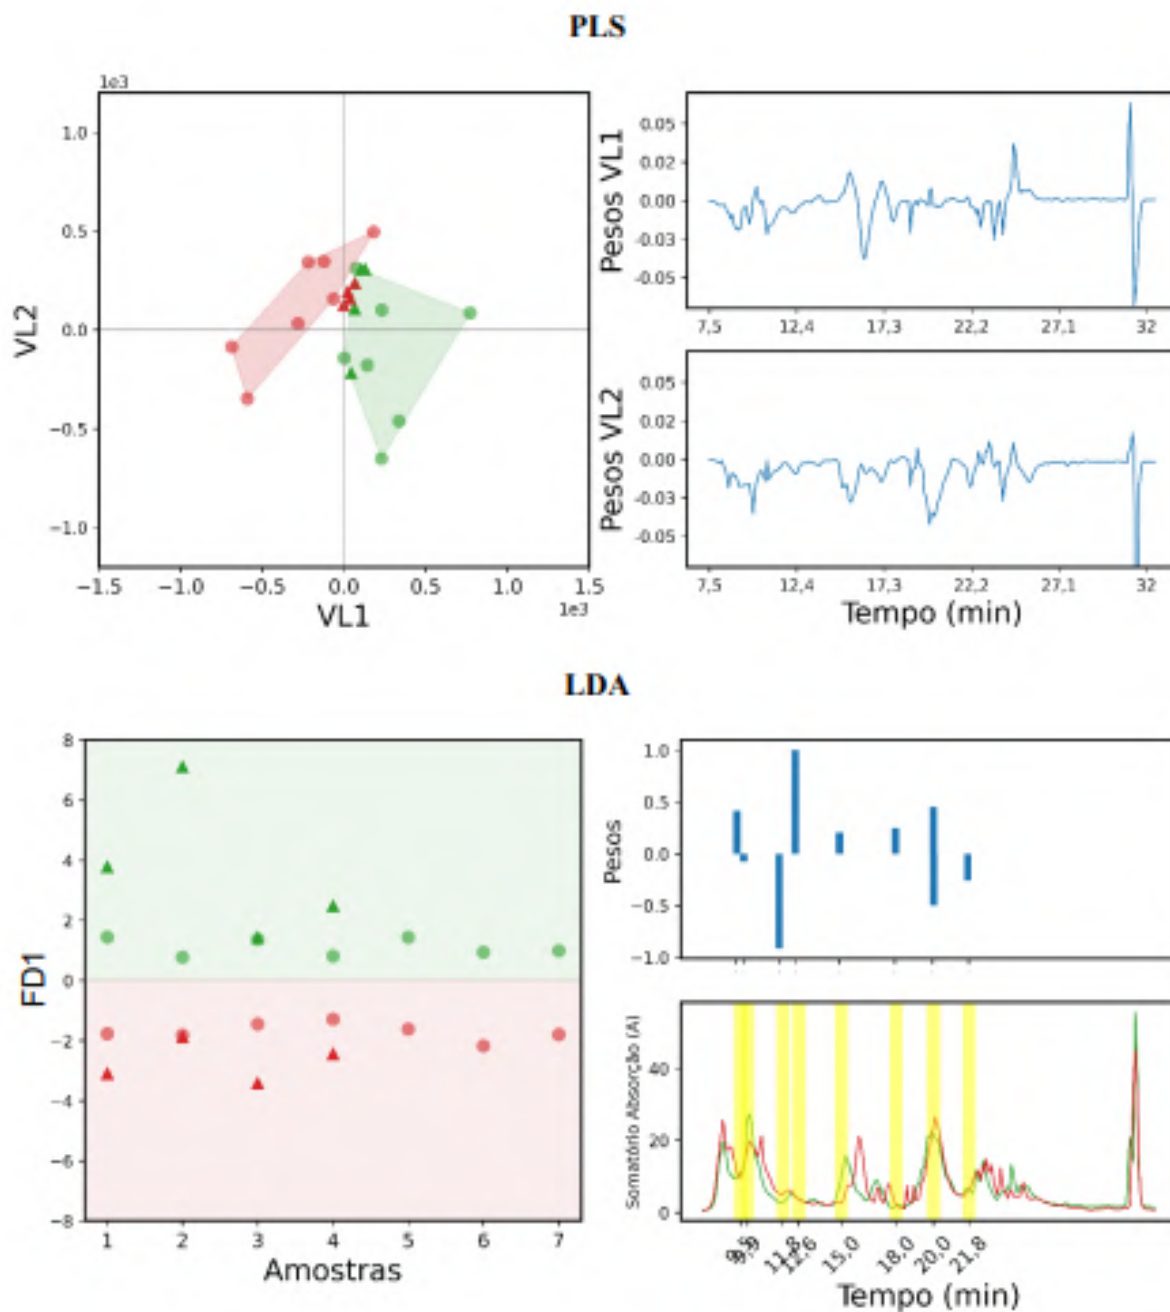 PLS
1e3
1.0
0.5
0.0
−0.5
−1.0
VL2
−1.5 −1.0 −0.5 0.0 0.5 1.0 1.5
1e3
VL1
Pesos VL1
0.05
0.02
0.00
−0.03
−0.05
7,5 12,4 17,3 22,2 27,1 32
Pesos VL2
0.05
0.02
0.00
−0.03
−0.05
7,5 12,4 17,3 22,2 27,1 32
Tempo (min)
LDA
8
6
4
2
0
−2
−4
−6
−8
FD1
1 2 3 4 5 6 7
Amostras
Pesos
1.0
0.5
0.0
−0.5
−1.0
Somatório Absorção (A)
40
20
0
12,6 15,0 18,0 20,0 21,8
Tempo (min)